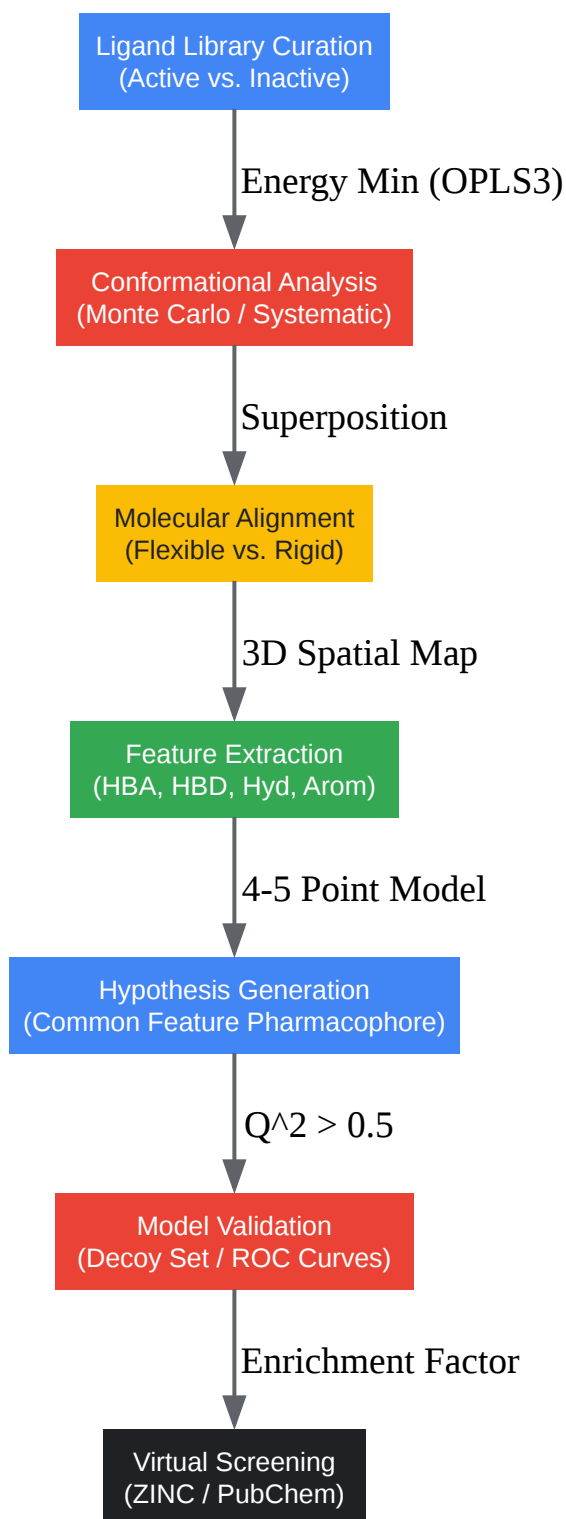 Ligand Library Curation
(Active vs. Inactive)
Energy Min (OPLS3)
Conformational Analysis
(Monte Carlo / Systematic)
Superposition
Molecular Alignment
(Flexible vs. Rigid)
3D Spatial Map
Feature Extraction
(HBA, HBD, Hyd, Arom)
4-5 Point Model
Hypothesis Generation
(Common Feature Pharmacophore)
Q^2 > 0.5
Model Validation
(Decoy Set / ROC Curves)
Enrichment Factor
Virtual Screening
(ZINC / PubChem)